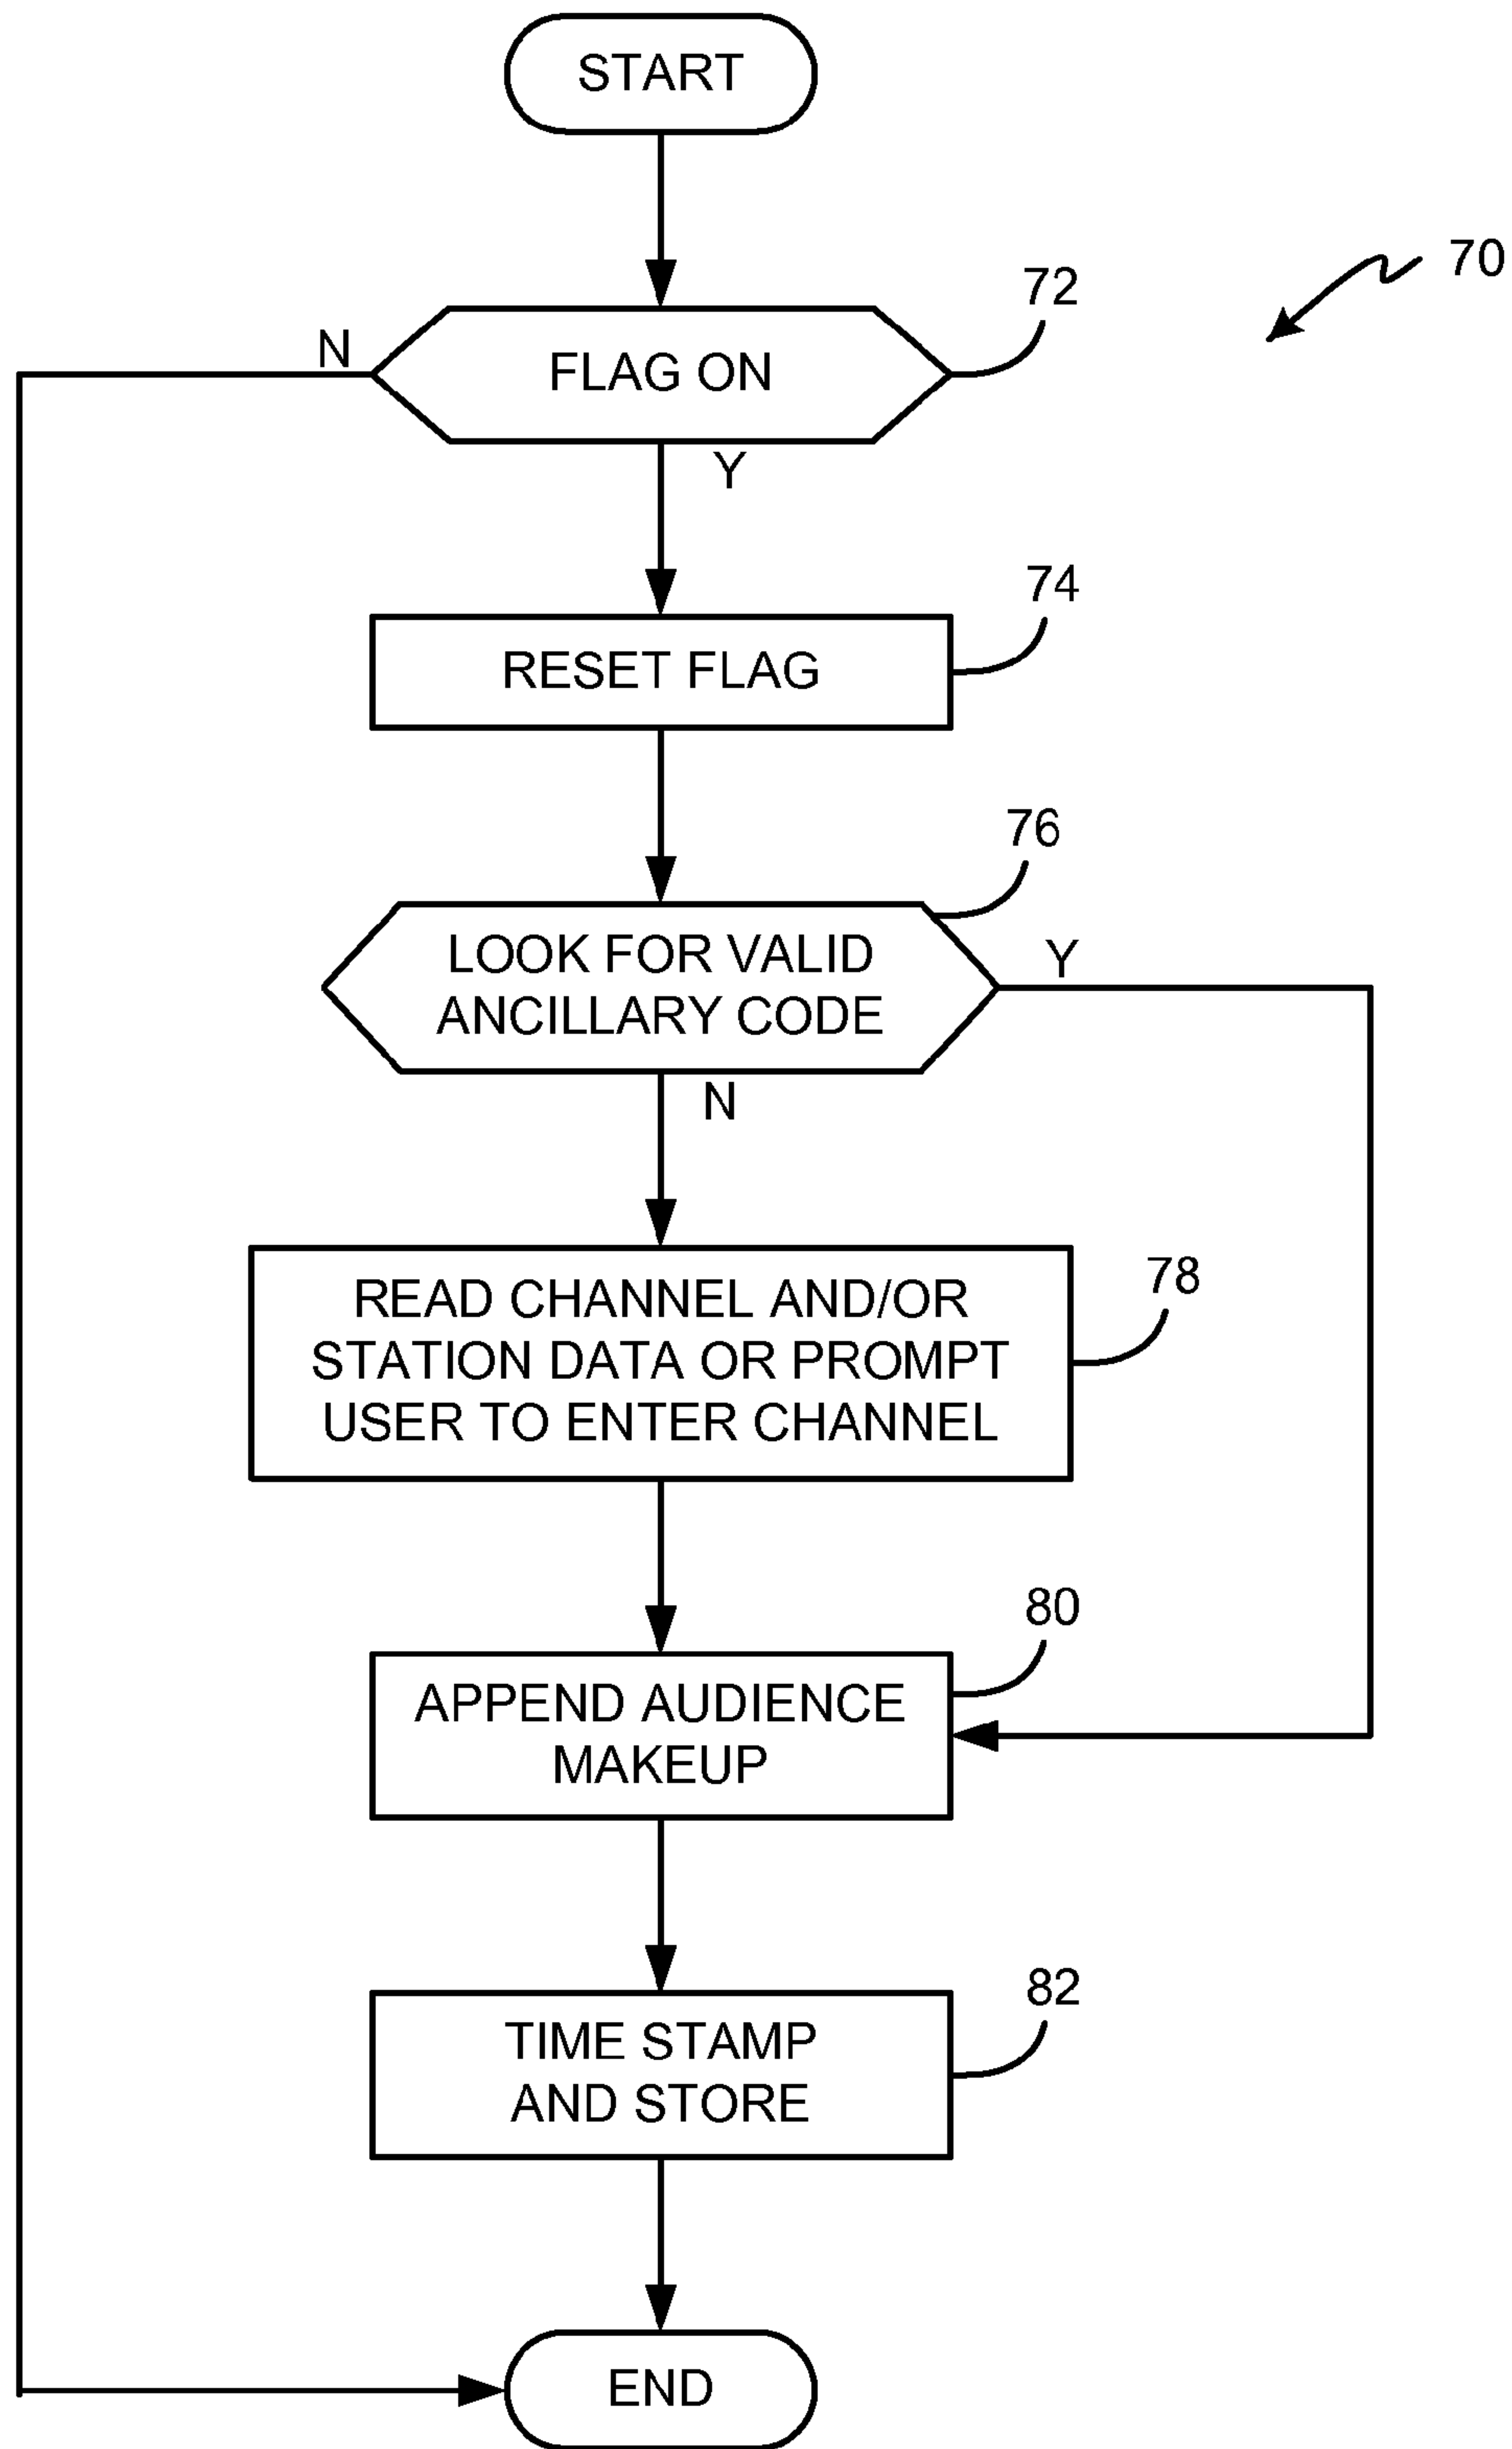 START
70
72
N
FLAG ON
Y
74
RESET FLAG
76
LOOK FOR VALID
ANCILLARY CODE
Y
N
78
READ CHANNEL AND/OR
STATION DATA OR PROMPT
USER TO ENTER CHANNEL
80
APPEND AUDIENCE
MAKEUP
82
TIME STAMP
AND STORE
END